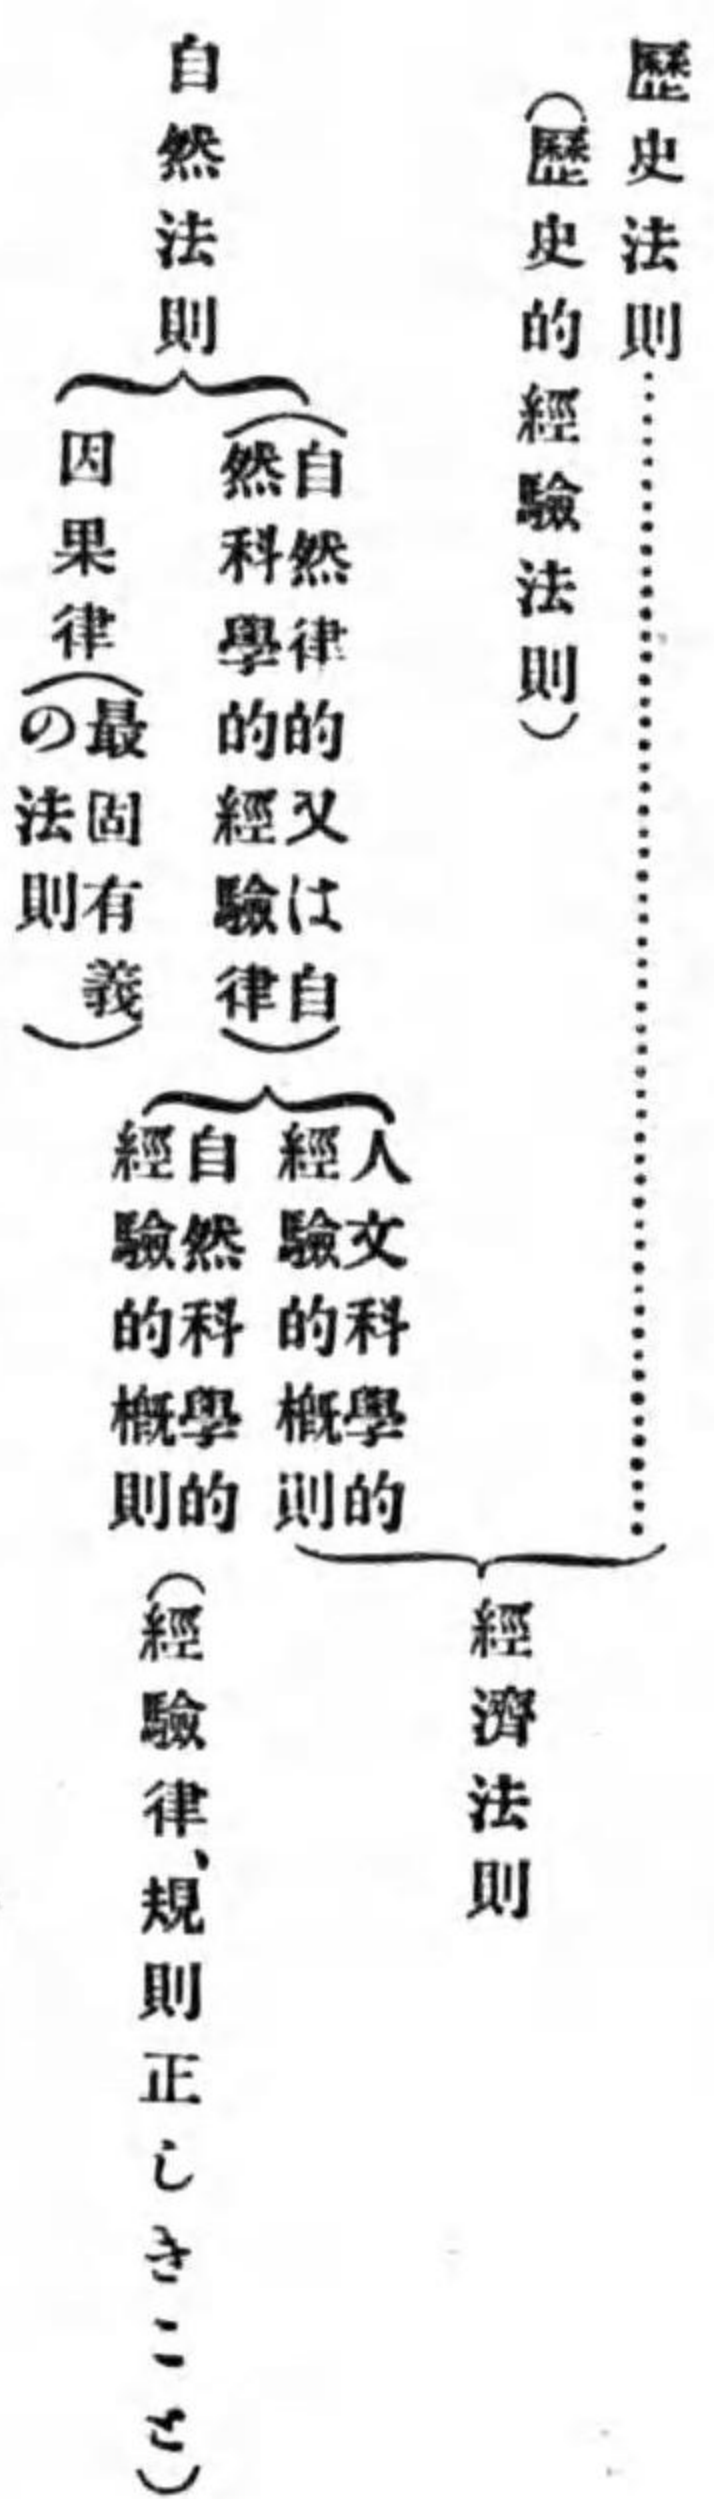 歷史法則……………………
（歷史的經驗法則）
經濟法則
自然法則
（自然律的又は自
然科學的經驗律）
人文科學的
經驗的概則
自然科學的
經驗的概則
（經驗律、規則正しきこと）
因果律
（最固有義
の法則）